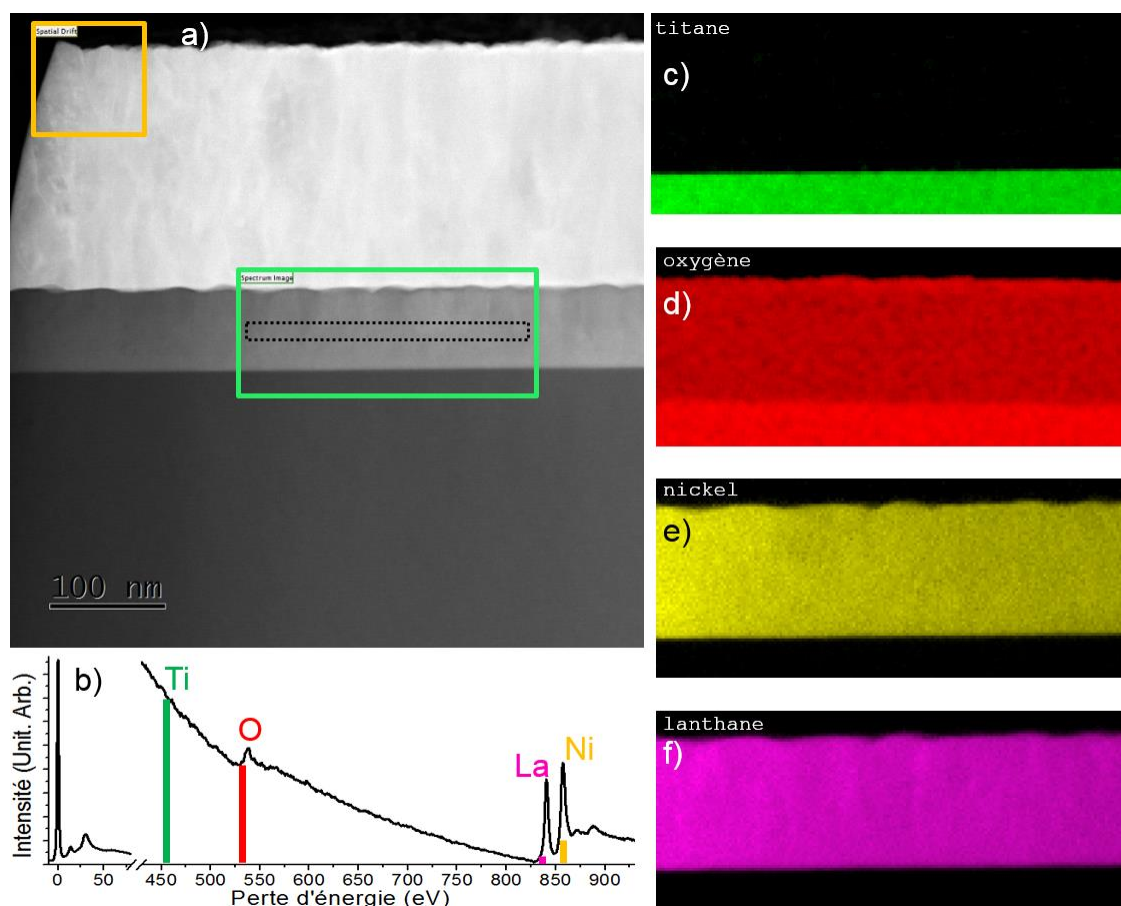 Spatial Drift
a)
Spectrum Image
100 nm
b)
Ti
O
La
Ni
Intensité (Unit. Arb.)
0 50 450 500 550 600 650 700 750 800 850 900
Perte d'énergie (eV)
titane
c)
oxygène
d)
nickel
e)
lanthane
f)